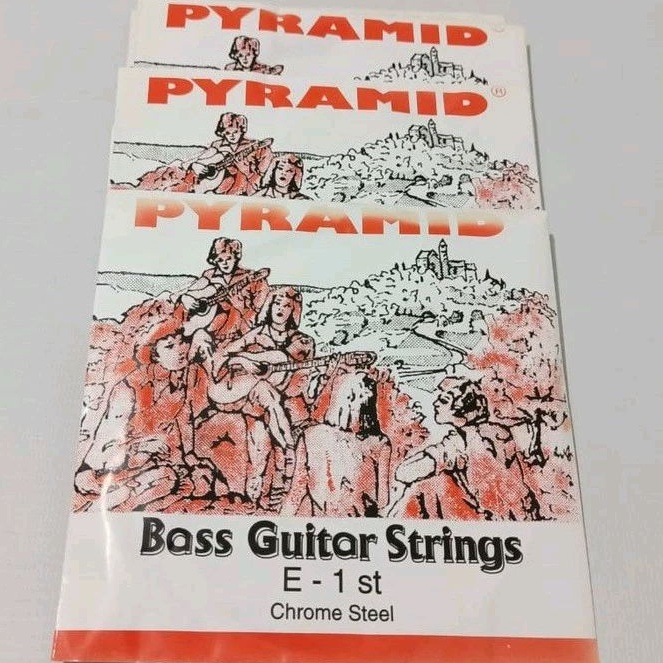 PYRAMID
PYRAMID®
PYRAMID
Bass Guitar Strings
E - 1 st
Chrome Steel